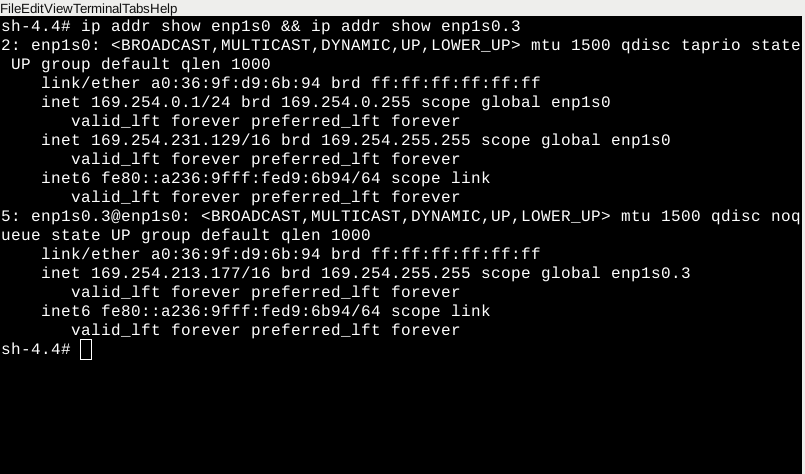 FileEditViewTerminalTabsHelp
sh-4.4# ip addr show enp1s0 && ip addr show enp1s0.3
2: enp1s0: <BROADCAST,MULTICAST,DYNAMIC,UP,LOWER_UP> mtu 1500 qdisc taprio state
 UP group default qlen 1000
    link/ether a0:36:9f:d9:6b:94 brd ff:ff:ff:ff:ff:ff
    inet 169.254.0.1/24 brd 169.254.0.255 scope global enp1s0
       valid_lft forever preferred_lft forever
    inet 169.254.231.129/16 brd 169.254.255.255 scope global enp1s0
       valid_lft forever preferred_lft forever
    inet6 fe80::a236:9fff:fed9:6b94/64 scope link
       valid_lft forever preferred_lft forever
5: enp1s0.3@enp1s0: <BROADCAST,MULTICAST,DYNAMIC,UP,LOWER_UP> mtu 1500 qdisc noq
ueue state UP group default qlen 1000
    link/ether a0:36:9f:d9:6b:94 brd ff:ff:ff:ff:ff:ff
    inet 169.254.213.177/16 brd 169.254.255.255 scope global enp1s0.3
       valid_lft forever preferred_lft forever
    inet6 fe80::a236:9fff:fed9:6b94/64 scope link
       valid_lft forever preferred_lft forever
sh-4.4#